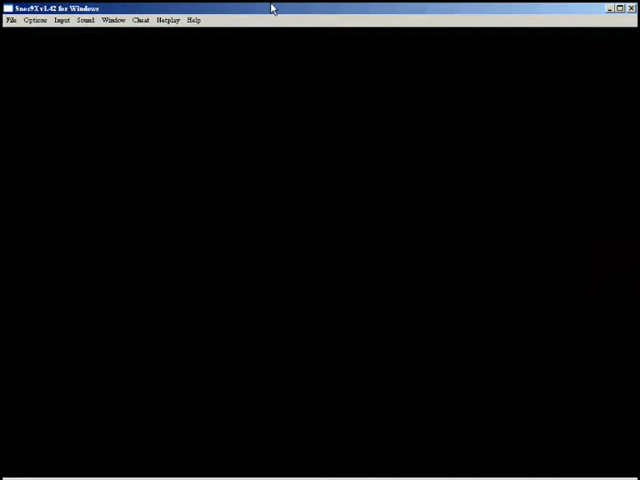 Snes9X v1.42 for Windows
File Options Input Sound Window Cheat Netplay Help